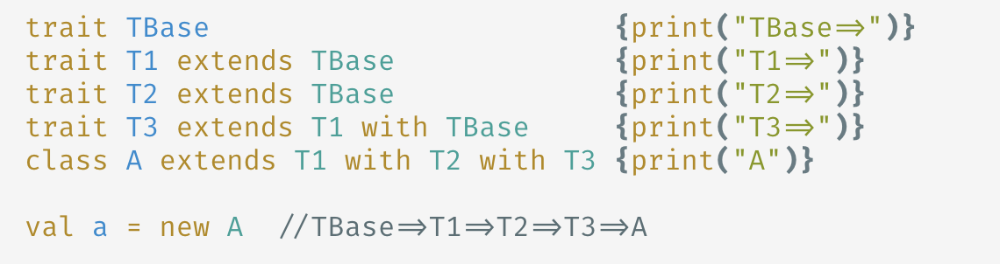 trait TBase                        {print("TBase=>")}
trait T1 extends TBase             {print("T1=>")}
trait T2 extends TBase             {print("T2=>")}
trait T3 extends T1 with TBase     {print("T3=>")}
class A extends T1 with T2 with T3 {print("A")}
val a = new A  //TBase=>T1=>T2=>T3=>A